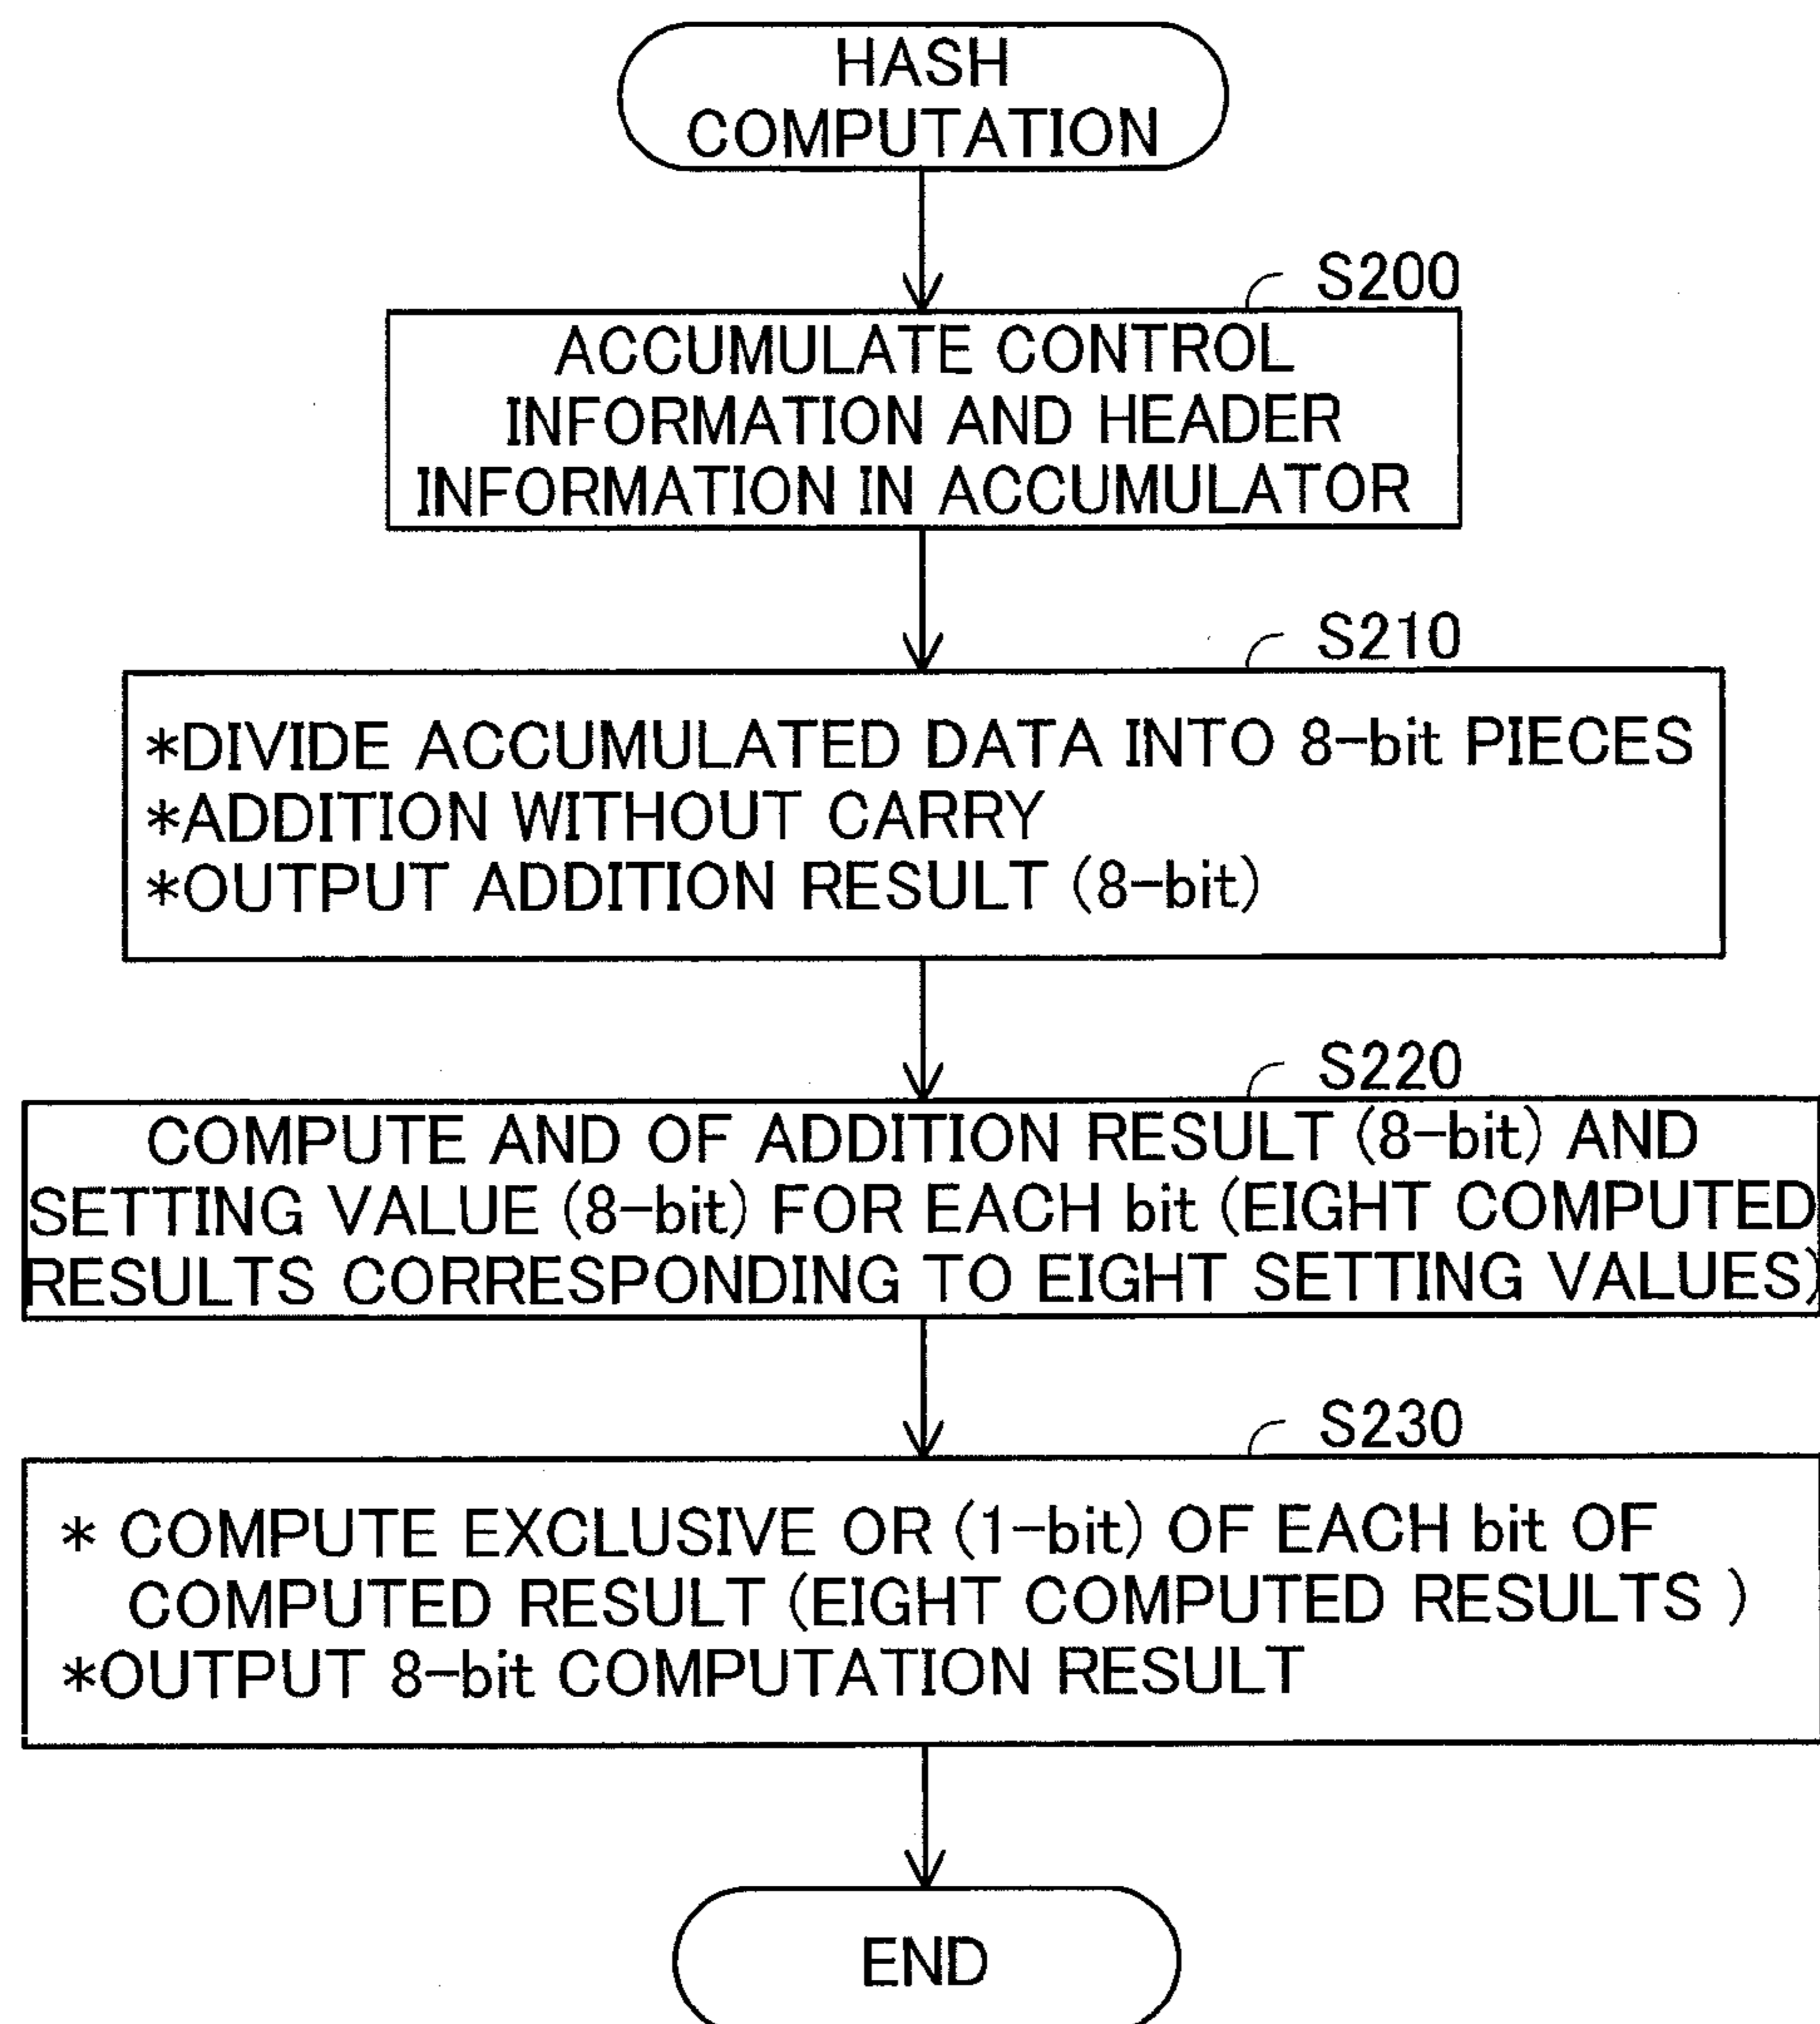 HASH
COMPUTATION
S200
ACCUMULATE CONTROL
INFORMATION AND HEADER
INFORMATION IN ACCUMULATOR
S210
*DIVIDE ACCUMULATED DATA INTO 8-bit PIECES
*ADDITION WITHOUT CARRY
*OUTPUT ADDITION RESULT (8-bit)
S220
COMPUTE AND OF ADDITION RESULT (8-bit) AND
SETTING VALUE (8-bit) FOR EACH bit (EIGHT COMPUTED
RESULTS CORRESPONDING TO EIGHT SETTING VALUES)
S230
* COMPUTE EXCLUSIVE OR (1-bit) OF EACH bit OF
COMPUTED RESULT (EIGHT COMPUTED RESULTS )
*OUTPUT 8-bit COMPUTATION RESULT
END